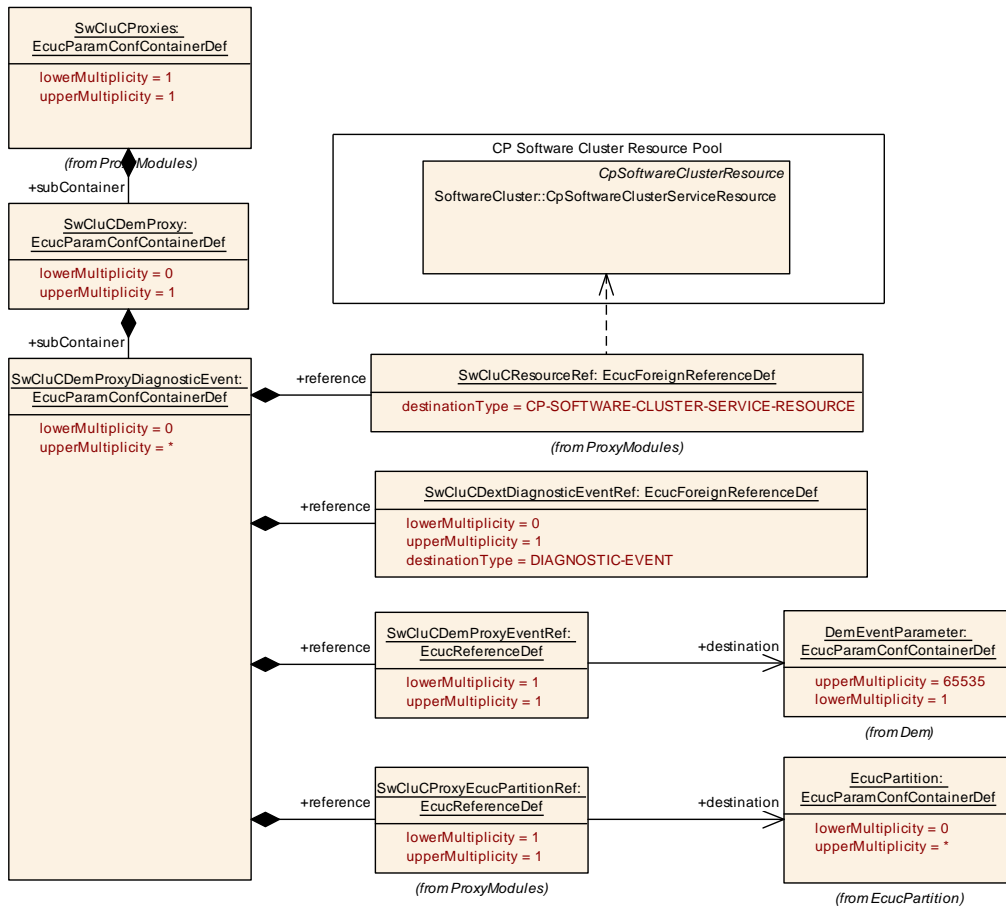 SwCluCProxies:
EcucParamConfContainerDef
lowerMultiplicity = 1
upperMultiplicity = 1
(from ProxyModules)
+subContainer
SwCluCDemProxy:
EcucParamConfContainerDef
lowerMultiplicity = 0
upperMultiplicity = 1
+subContainer
SwCluCDemProxyDiagnosticEvent:
EcucParamConfContainerDef
lowerMultiplicity = 0
upperMultiplicity = *
CP Software Cluster Resource Pool
CpSoftwareClusterResource
SoftwareCluster::CpSoftwareClusterServiceResource
+reference
SwCluCResourceRef: EcucForeignReferenceDef
destinationType = CP-SOFTWARE-CLUSTER-SERVICE-RESOURCE
(from ProxyModules)
+reference
SwCluCDextDiagnosticEventRef: EcucForeignReferenceDef
lowerMultiplicity = 0
upperMultiplicity = 1
destinationType = DIAGNOSTIC-EVENT
+reference
SwCluCDemProxyEventRef:
EcucReferenceDef
lowerMultiplicity = 1
upperMultiplicity = 1
+destination
DemEventParameter:
EcucParamConfContainerDef
upperMultiplicity = 65535
lowerMultiplicity = 1
(from Dem)
+reference
SwCluCProxyEcucPartitionRef:
EcucReferenceDef
lowerMultiplicity = 1
upperMultiplicity = 1
(from ProxyModules)
+destination
EcucPartition:
EcucParamConfContainerDef
lowerMultiplicity = 0
upperMultiplicity = *
(from EcucPartition)